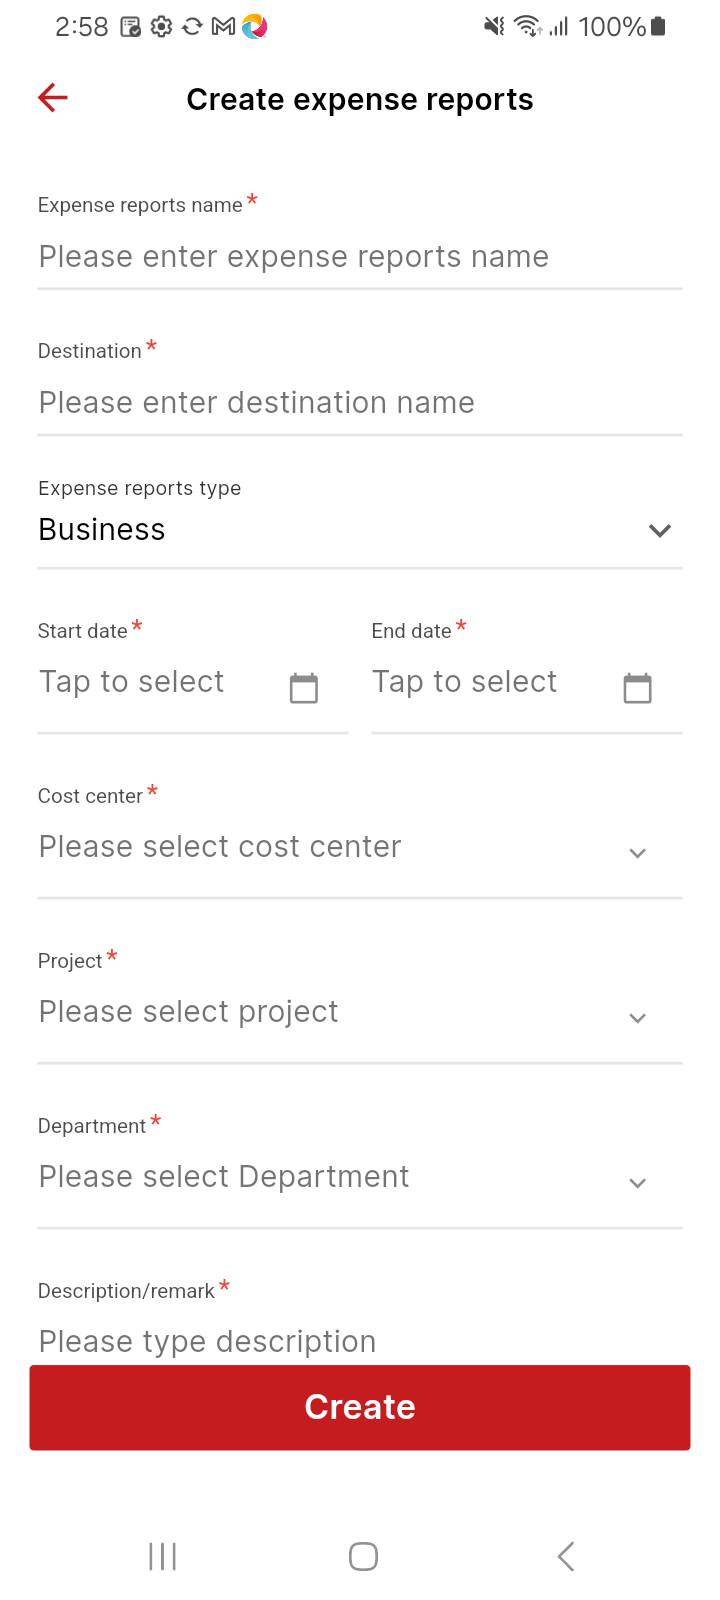 2:58 100%
Create expense reports
Expense reports name *
Please enter expense reports name
Destination *
Please enter destination name
Expense reports type
Business
Start date * End date *
Tap to select Tap to select
Cost center *
Please select cost center
Project *
Please select project
Department *
Please select Department
Description/remark *
Please type description
Create